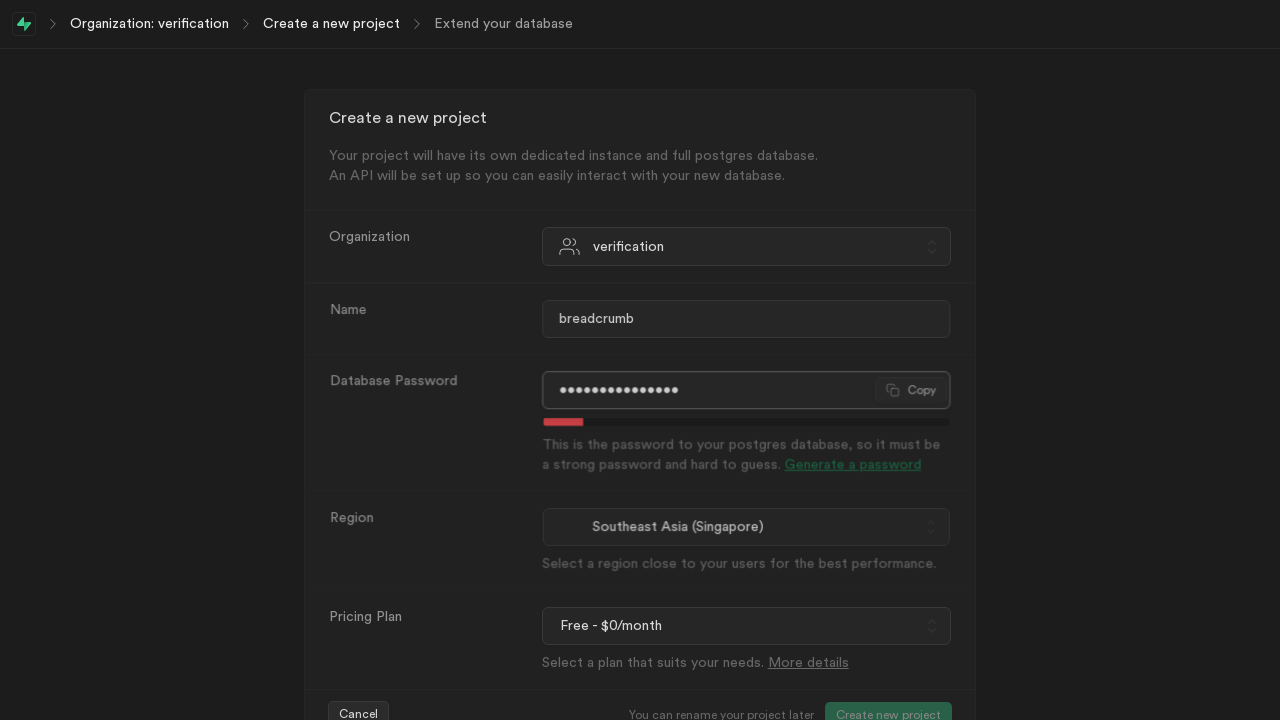 Organization: verification
Create a new project
Extend your database
Create a new project
Your project will have its own dedicated instance and full postgres database.
An API will be set up so you can easily interact with your new database.
Organization
verification
Name
breadcrumb
Database Password
•••••••••••••••
Copy
This is the password to your postgres database, so it must be
a strong password and hard to guess. Generate a password
Region
Southeast Asia (Singapore)
Select a region close to your users for the best performance.
Pricing Plan
Free - $0/month
Select a plan that suits your needs. More details
Cancel
You can rename your project later
Create new project